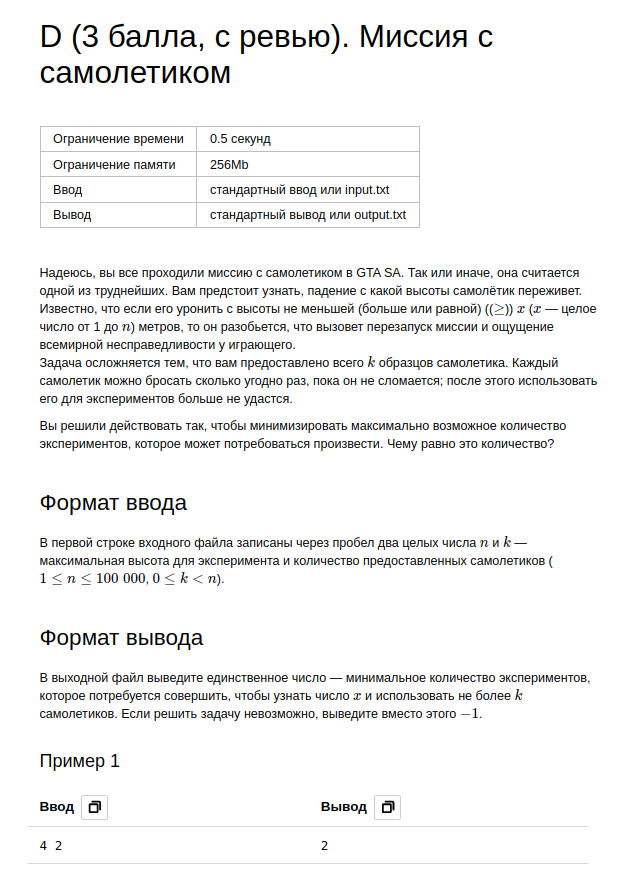 D (3 балла, с ревью). Миссия с
самолетиком
Ограничение времени 0.5 секунд
Ограничение памяти 256Mb
Ввод стандартный ввод или input.txt
Вывод стандартный вывод или output.txt
Надеюсь, вы все проходили миссию с самолетиком в GTA SA. Так или иначе, она считается
одной из труднейших. Вам предстоит узнать, падение с какой высоты самолётик переживет.
Известно, что если его уронить с высоты не меньшей (больше или равной) ((≥)) x (x — целое
число от 1 до n) метров, то он разобьется, что вызовет перезапуск миссии и ощущение
всемирной несправедливости у играющего.
Задача осложняется тем, что вам предоставлено всего k образцов самолетика. Каждый
самолетик можно бросать сколько угодно раз, пока он не сломается; после этого использовать
его для экспериментов больше не удастся.
Вы решили действовать так, чтобы минимизировать максимально возможное количество
экспериментов, которое может потребоваться произвести. Чему равно это количество?
Формат ввода
В первой строке входного файла записаны через пробел два целых числа n и k —
максимальная высота для эксперимента и количество предоставленных самолетиков (
1 ≤ n ≤ 100 000, 0 ≤ k < n).
Формат вывода
В выходной файл выведите единственное число — минимальное количество экспериментов,
которое потребуется совершить, чтобы узнать число x и использовать не более k
самолетиков. Если решить задачу невозможно, выведите вместо этого −1.
Пример 1
Ввод Вывод
4 2 2